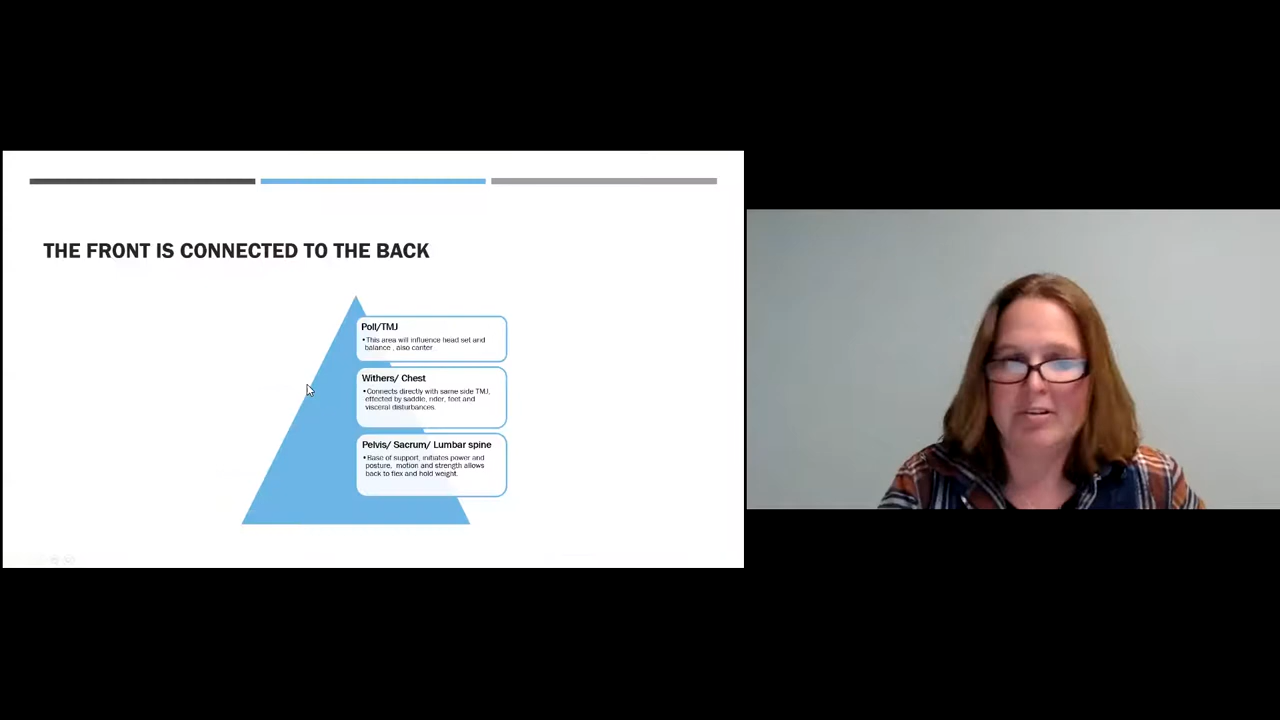 THE FRONT IS CONNECTED TO THE BACK
Poll/TMJ
•This area will influence head set and
balance , also canter
Withers/ Chest
•Connects directly with same side TMJ,
effected by saddle, rider, feet and
visceral disturbances.
Pelvis/ Sacrum/ Lumbar spine
•Base of support, initiates power and
posture, motion and strength allows
back to flex and hold weight.